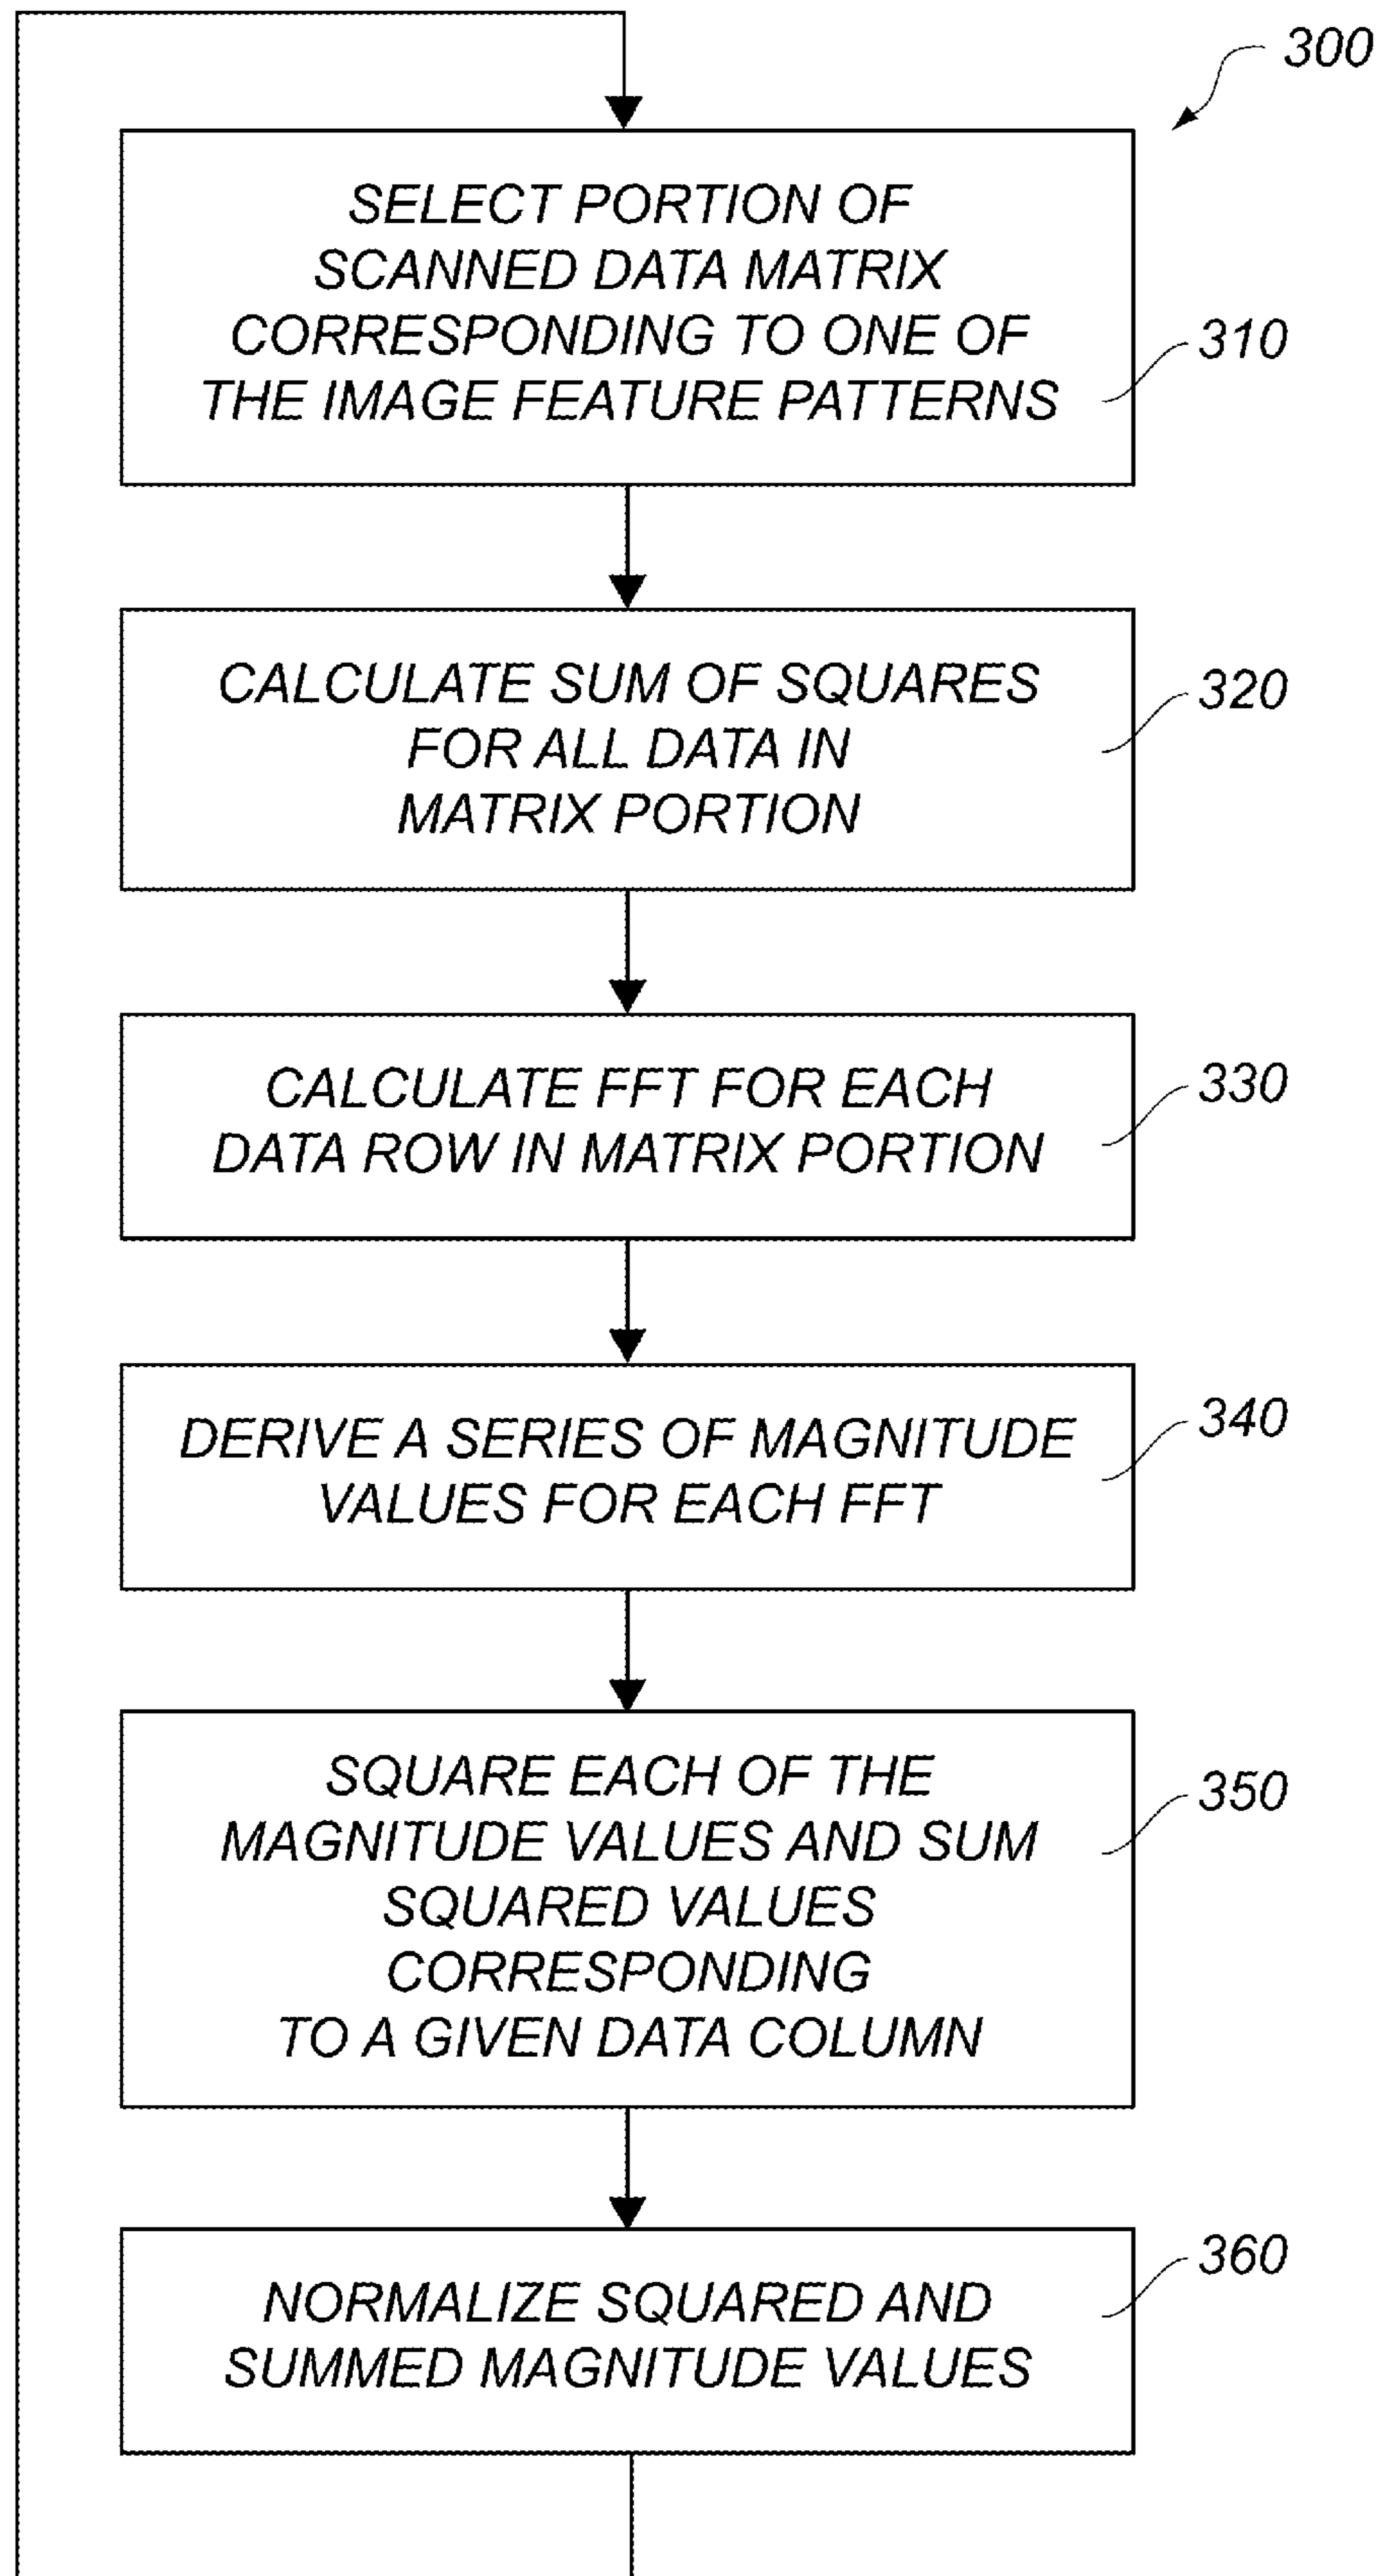 300
SELECT PORTION OF
SCANNED DATA MATRIX
CORRESPONDING TO ONE OF
THE IMAGE FEATURE PATTERNS
310
CALCULATE SUM OF SQUARES
FOR ALL DATA IN
MATRIX PORTION
320
CALCULATE FFT FOR EACH
DATA ROW IN MATRIX PORTION
330
DERIVE A SERIES OF MAGNITUDE
VALUES FOR EACH FFT
340
SQUARE EACH OF THE
MAGNITUDE VALUES AND SUM
SQUARED VALUES
CORRESPONDING
TO A GIVEN DATA COLUMN
350
NORMALIZE SQUARED AND
SUMMED MAGNITUDE VALUES
360